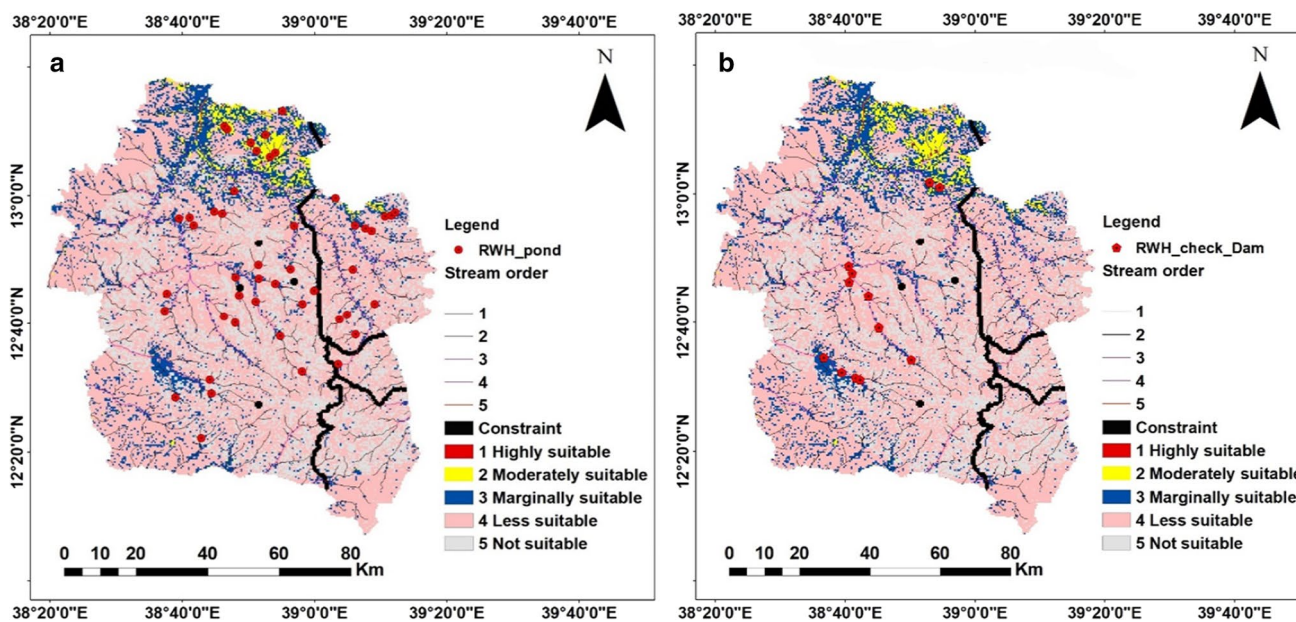 38°20'0"E 38°40'0"E 39°0'0"E 39°20'0"E 39°40'0"E
a
N
13°0'0"N
12°40'0"N
12°20'0"N
Legend
RWH_pond
Stream order
1
2
3
4
5
Constraint
1 Highly suitable
2 Moderately suitable
3 Marginally suitable
4 Less suitable
5 Not suitable
0 10 20 40 60 80
Km
38°20'0"E 38°40'0"E 39°0'0"E 39°20'0"E 39°40'0"E
38°20'0"E 38°40'0"E 39°0'0"E 39°20'0"E 39°40'0"E
b
N
13°0'0"N
12°40'0"N
12°20'0"N
Legend
RWH_check_Dam
Stream order
1
2
3
4
5
Constraint
1 Highly suitable
2 Moderately suitable
3 Marginally suitable
4 Less suitable
5 Not suitable
0 10 20 40 60 80
Km
38°20'0"E 38°40'0"E 39°0'0"E 39°20'0"E 39°40'0"E